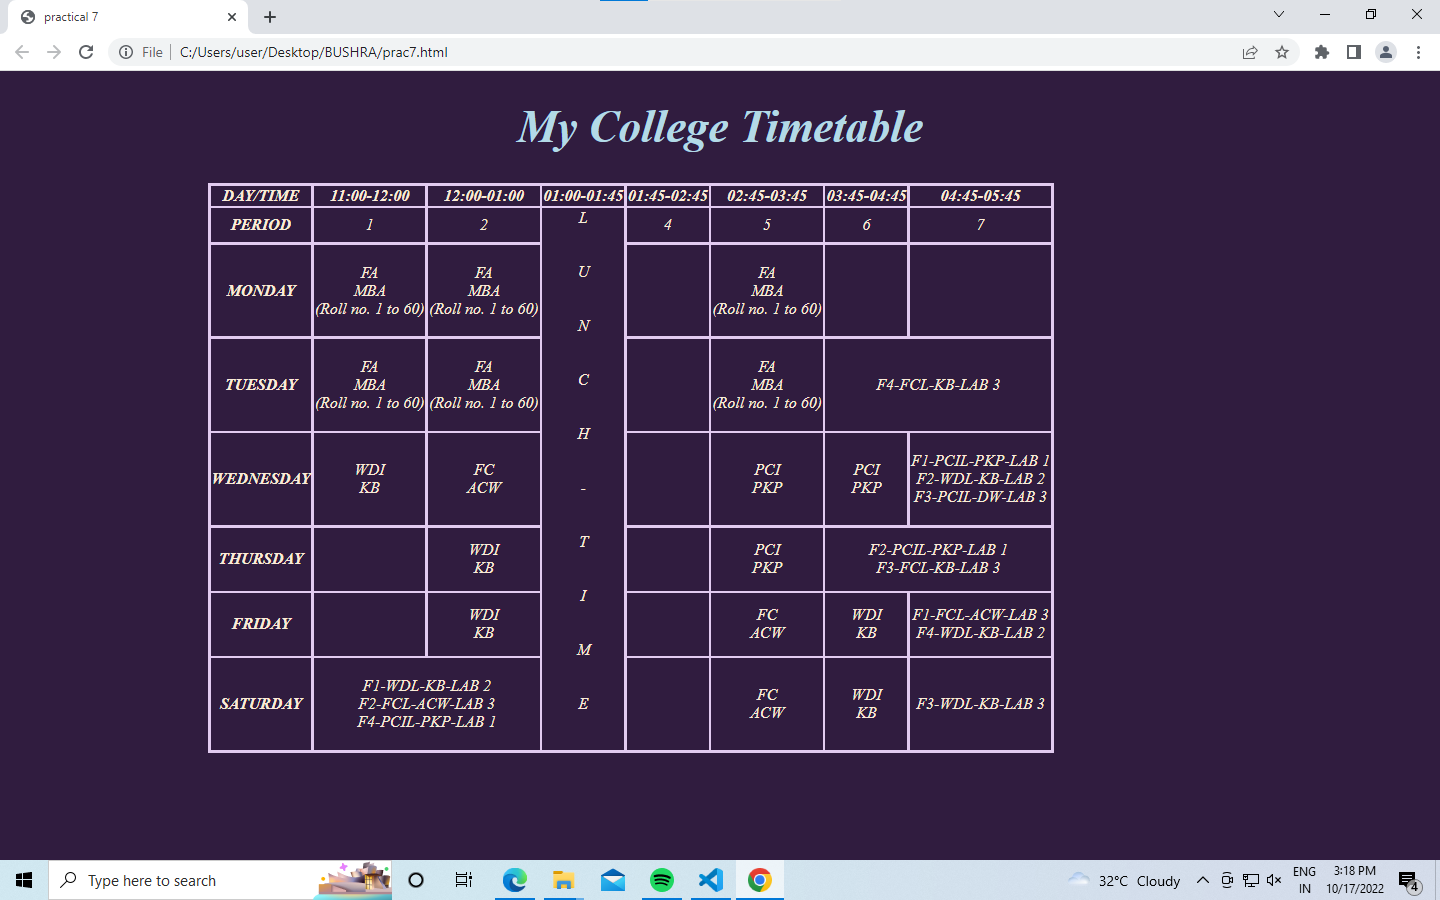 practical 7
File
C:/Users/user/Desktop/BUSHRA/prac7.html
My College Timetable
DAY/TIME 11:00-12:00 12:00-01:00 01:00-01:45 01:45-02:45 02:45-03:45 03:45-04:45 04:45-05:45
PERIOD 1 2 4 5 6 7
L
U
N
C
H
-
T
I
M
E
MONDAY
FA
MBA
(Roll no. 1 to 60)
FA
MBA
(Roll no. 1 to 60)
FA
MBA
(Roll no. 1 to 60)
TUESDAY
FA
MBA
(Roll no. 1 to 60)
FA
MBA
(Roll no. 1 to 60)
FA
MBA
(Roll no. 1 to 60)
F4-FCL-KB-LAB 3
WEDNESDAY
WDI
KB
FC
ACW
PCI
PKP
PCI
PKP
F1-PCIL-PKP-LAB 1
F2-WDL-KB-LAB 2
F3-PCIL-DW-LAB 3
THURSDAY
WDI
KB
PCI
PKP
F2-PCIL-PKP-LAB 1
F3-FCL-KB-LAB 3
FRIDAY
WDI
KB
FC
ACW
WDI
KB
F1-FCL-ACW-LAB 3
F4-WDL-KB-LAB 2
SATURDAY
F1-WDL-KB-LAB 2
F2-FCL-ACW-LAB 3
F4-PCIL-PKP-LAB 1
FC
ACW
WDI
KB
F3-WDL-KB-LAB 3
Type here to search
32°C Cloudy
ENG
IN
3:18 PM
10/17/2022
4